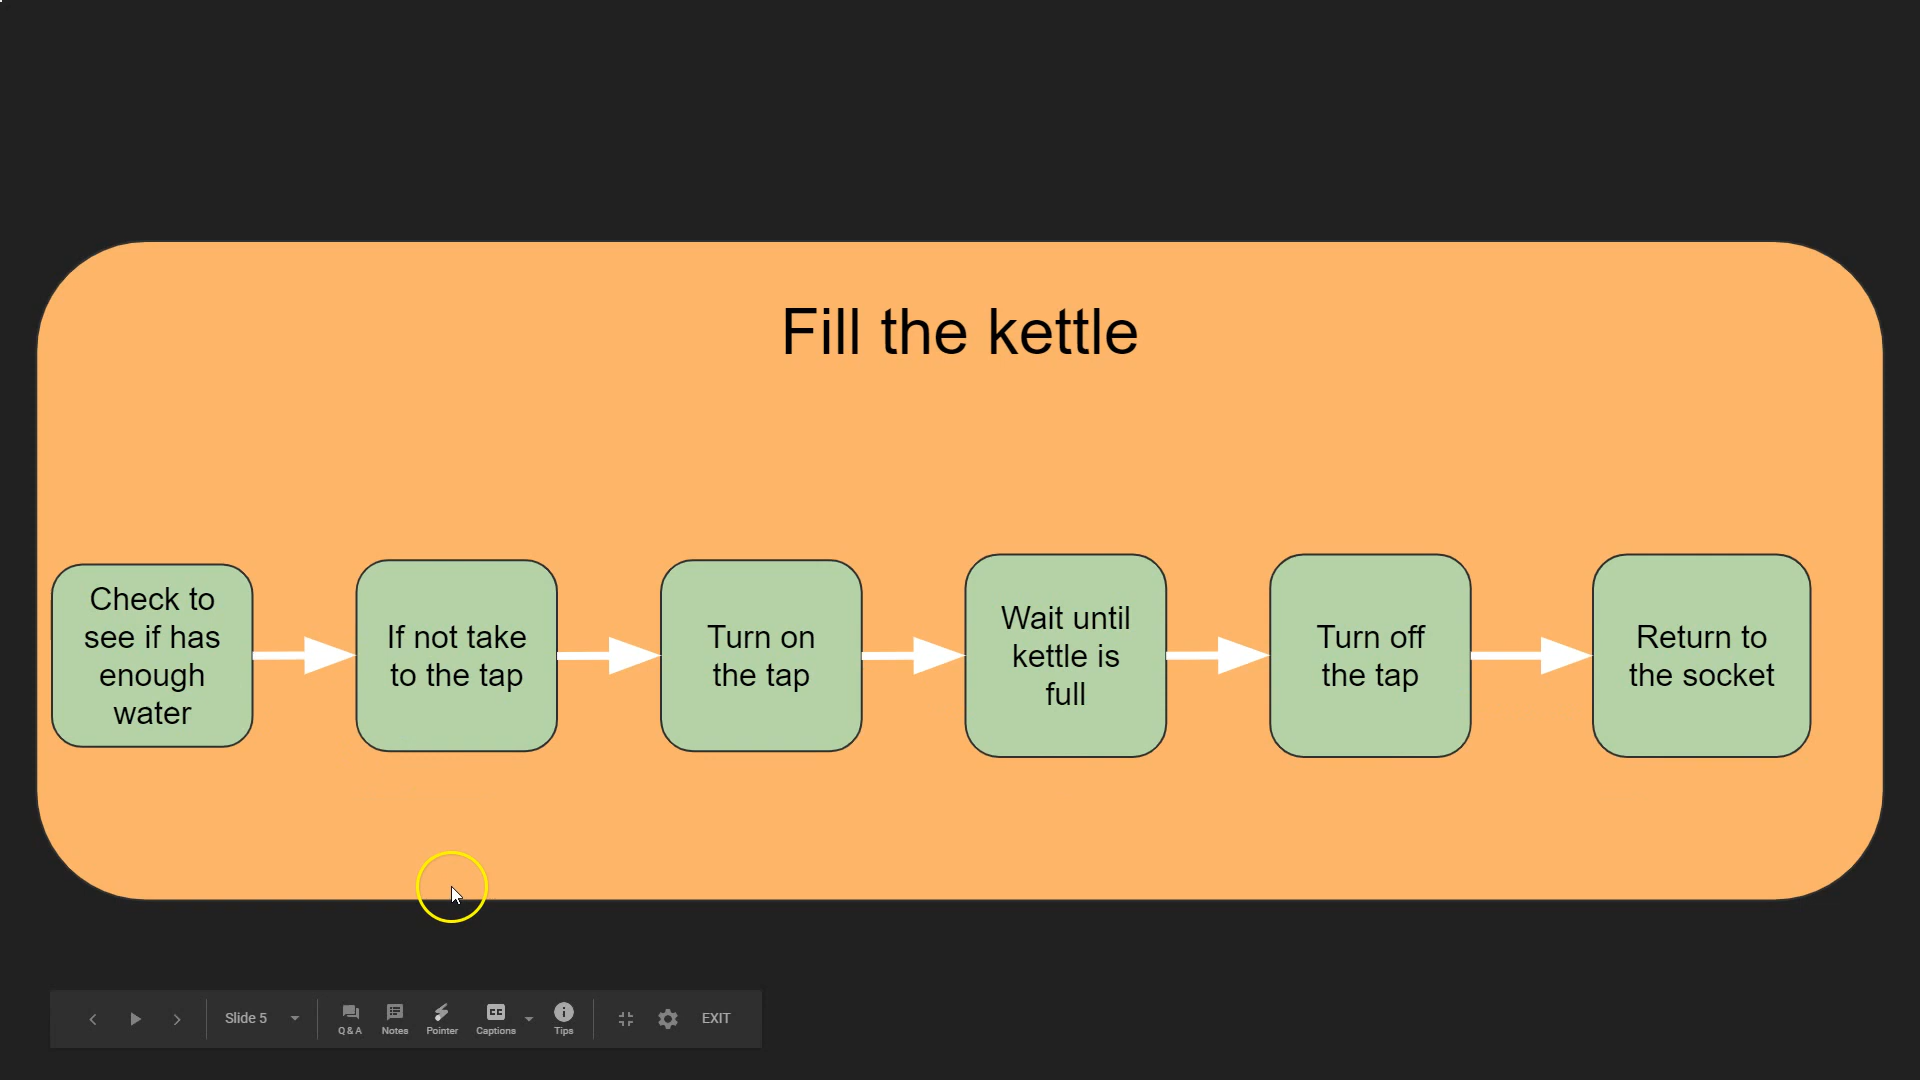 Fill the kettle
Check to
see if has
enough
water
If not take
to the tap
Turn on
the tap
Wait until
kettle is
full
Turn off
the tap
Return to
the socket
Slide 5
Q & A
Notes
Pointer
CC
Captions
Tips
EXIT